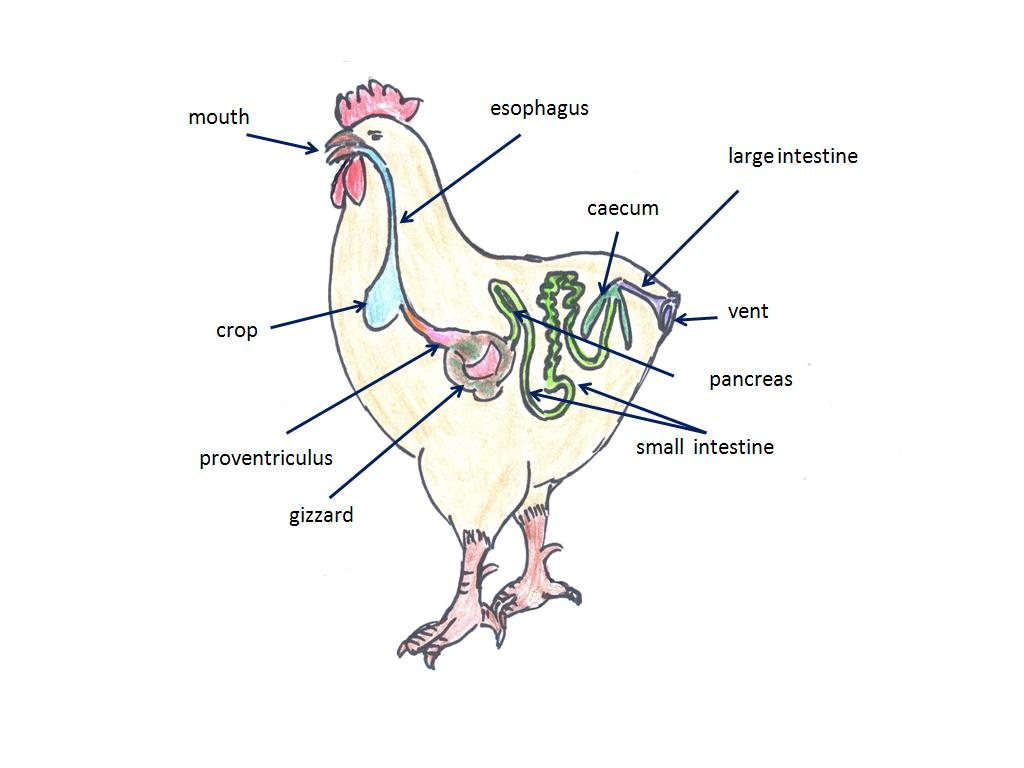 mouth
esophagus
large intestine
caecum
crop
vent
pancreas
proventriculus
small intestine
gizzard